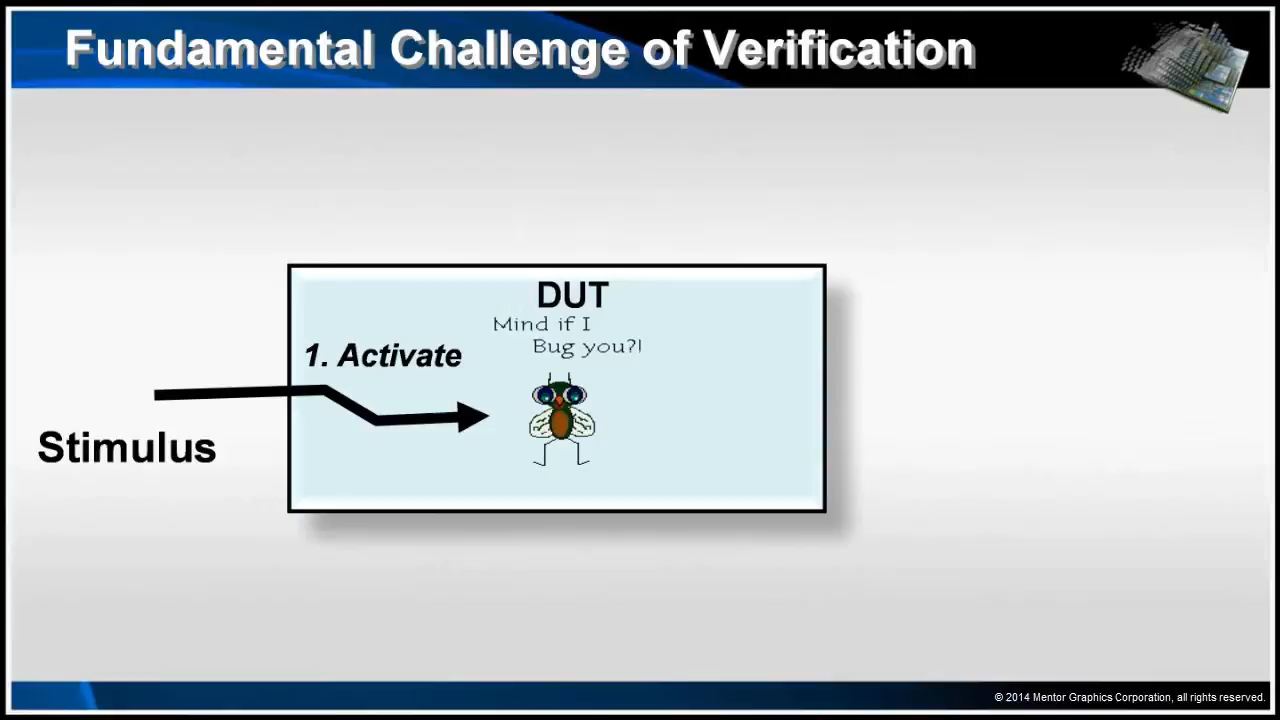 Fundamental Challenge of Verification
DUT
Mind if I
Bug you?!
1. Activate
Stimulus
© 2014 Mentor Graphics Corporation, all rights reserved.